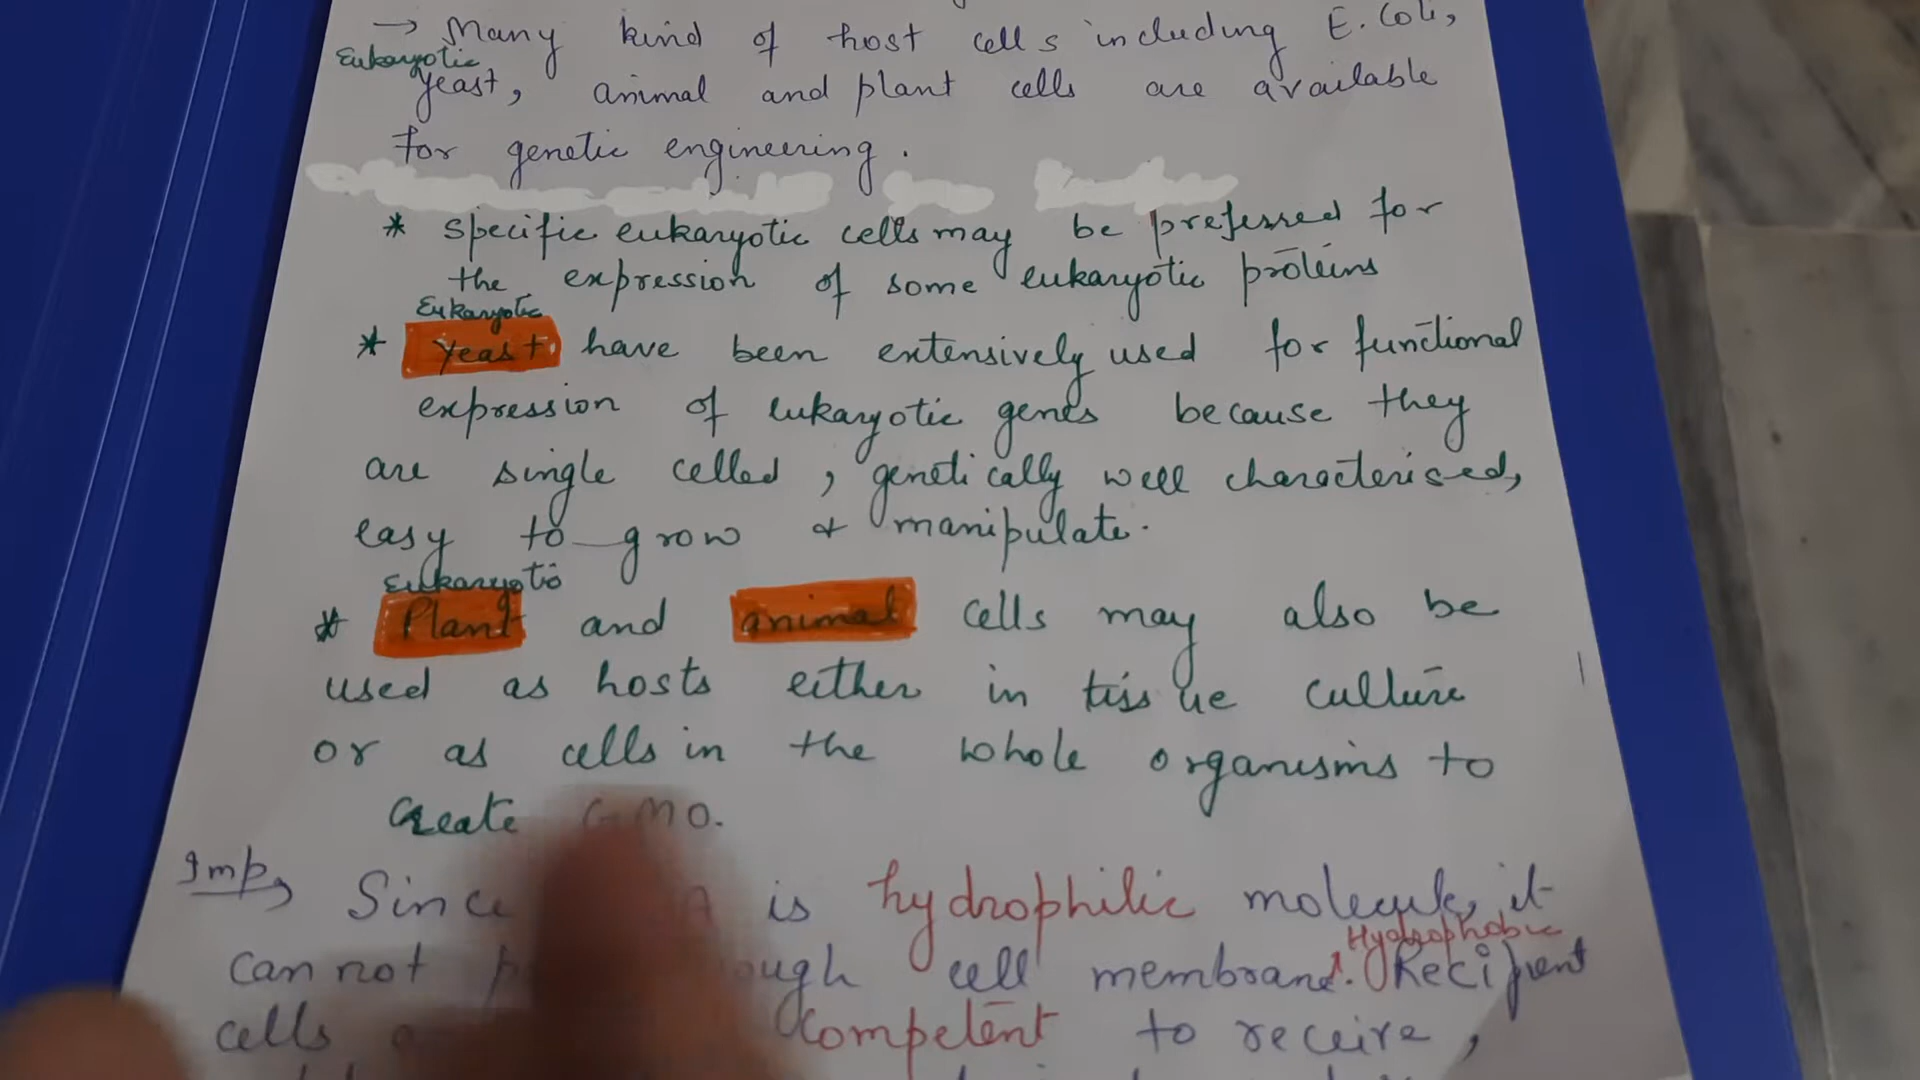 → Many kind of host cells including E. Coli,
Eukaryotic
Yeast, animal and plant cells are available
for genetic engineering.
* Specific eukaryotic cells may be preferred for
the expression of some eukaryotic proteins
Eukaryotic
* Yeast have been extensively used for functional
expression of eukaryotic genes because they
are single celled, genetically well characterised,
easy to grow & manipulate.
Eukaryotic
* Plant and animal cells may also be
used as hosts either in tissue culture
or as cells in the whole organisms to
Create GMO.
Imp, Since is hydrophilic molecule, it
Hydrophobic
can not cell membrane. Recipient
cells competent to receive,